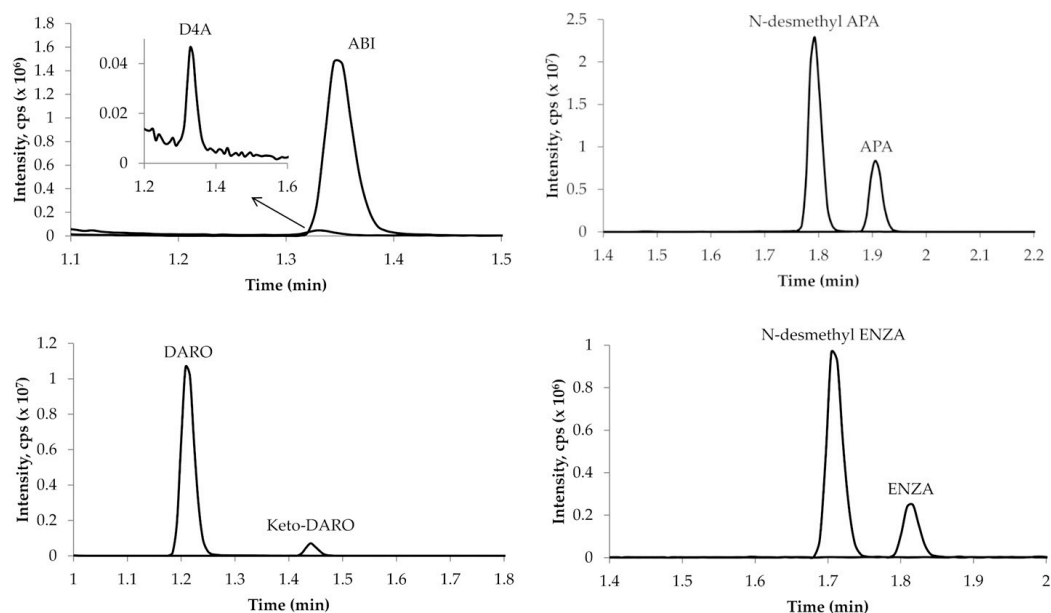 D4A
ABI
Intensity, cps (x 10⁶)
1.8
1.6
1.4
1.2
1
0.8
0.6
0.4
0.2
0
0.04
0.02
0
1.2 1.4 1.6
1.1 1.2 1.3 1.4 1.5
Time (min)
N-desmethyl APA
APA
Intensity, cps (x 10⁷)
2.5
2
1.5
1
0.5
0
1.4 1.5 1.6 1.7 1.8 1.9 2 2.1 2.2
Time (min)
DARO
Keto-DARO
Intensity, cps (x 10⁷)
1.2
1
0.8
0.6
0.4
0.2
0
1 1.1 1.2 1.3 1.4 1.5 1.6 1.7 1.8
Time (min)
N-desmethyl ENZA
ENZA
Intensity, cps (x 10⁶)
1
0.8
0.6
0.4
0.2
0
1.4 1.5 1.6 1.7 1.8 1.9 2
Time (min)